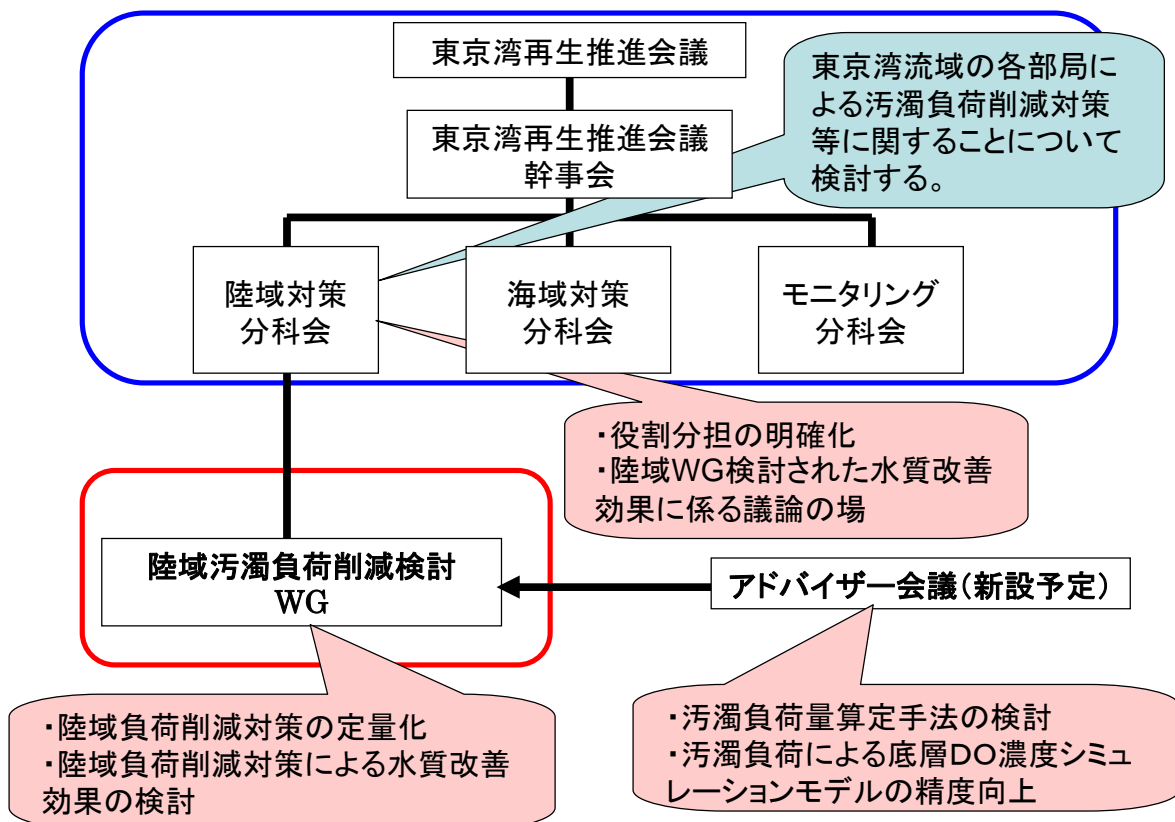 東京湾再生推進会議
東京湾再生推進会議
幹事会
東京湾流域の各部局に
よる汚濁負荷削減対策
等に関することについて
検討する。
陸域対策
分科会
海域対策
分科会
モニタリング
分科会
・役割分担の明確化
・陸域WG検討された水質改善
効果に係る議論の場
陸域汚濁負荷削減検討
WG
アドバイザー会議(新設予定)
・陸域負荷削減対策の定量化
・陸域負荷削減対策による水質改善
効果の検討
・汚濁負荷量算定手法の検討
・汚濁負荷による底層DO濃度シミュ
レーションモデルの精度向上